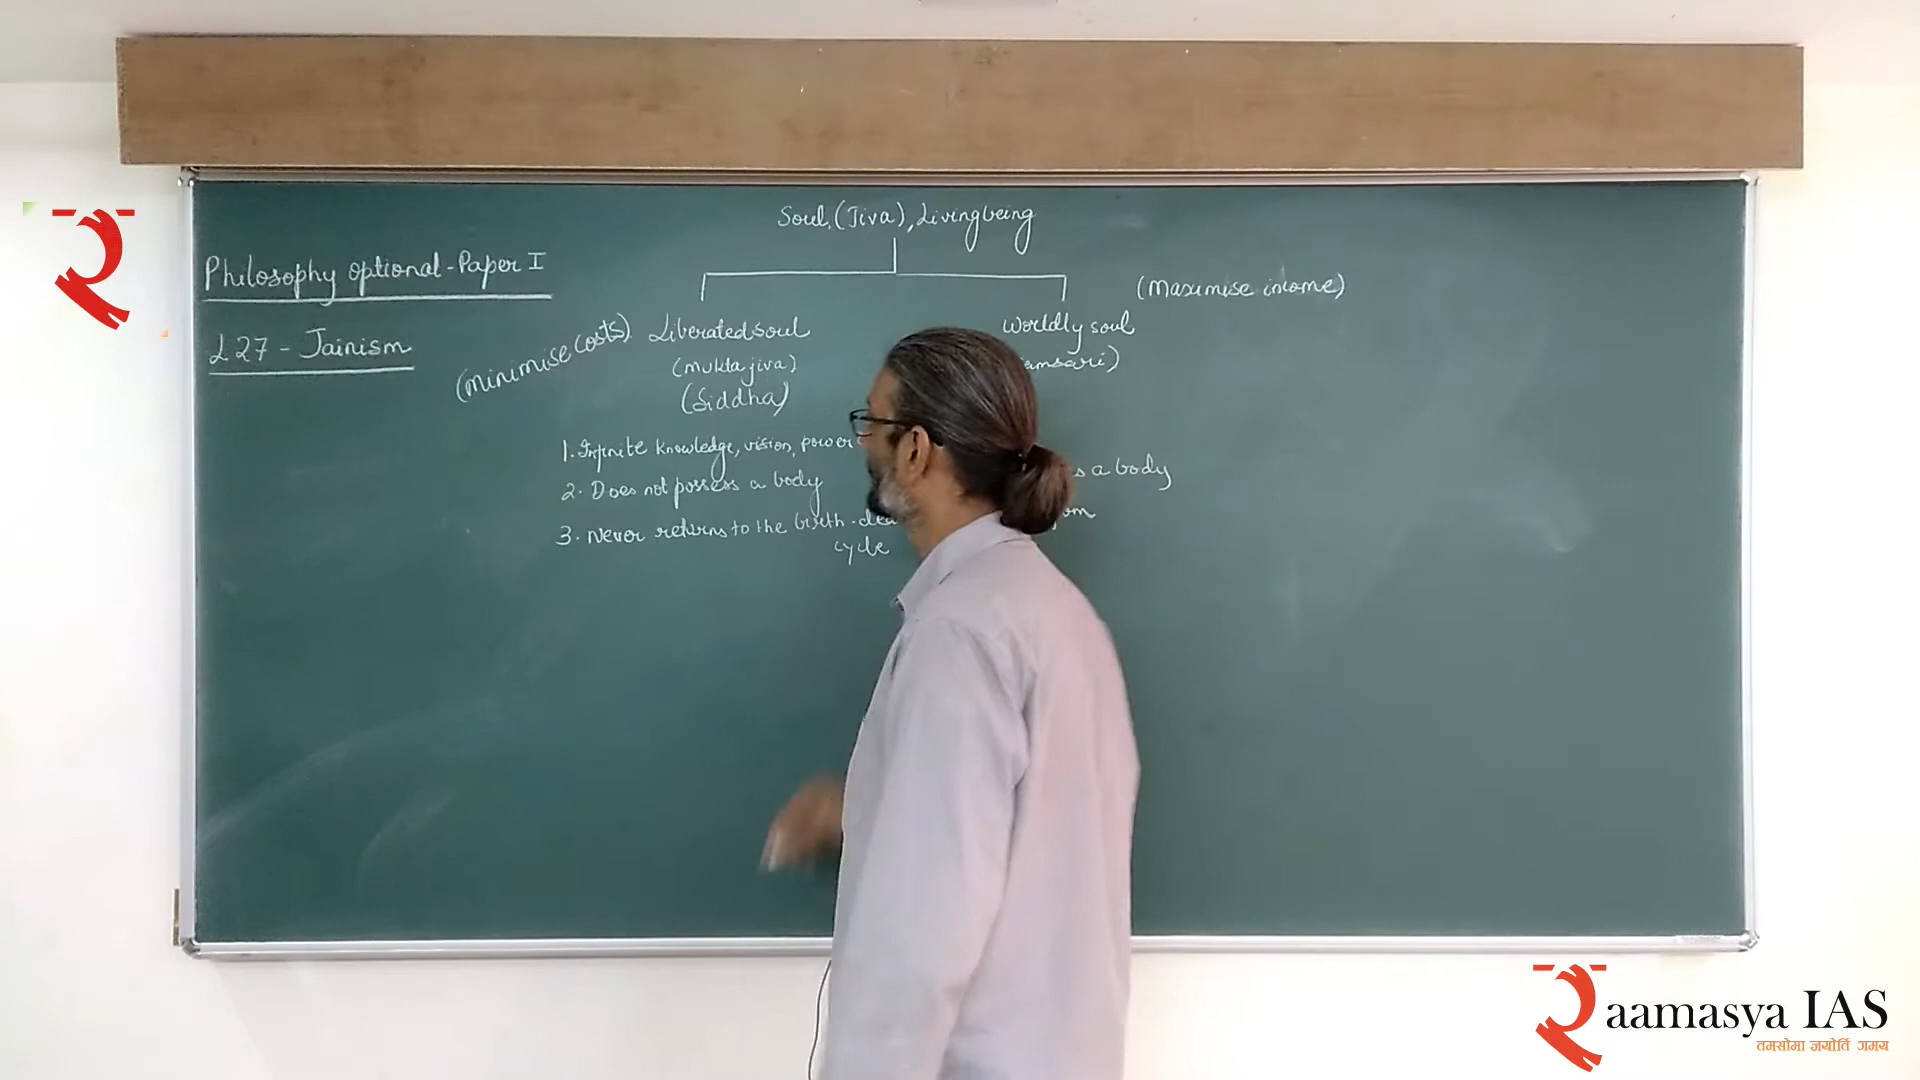 Soul, (Jiva), Living being
Philosophy optional - Paper I
L27 - Jainism
(minimise costs)
Liberated soul
(mukta jiva)
(Siddha)
1. Infinite knowledge, vision, power
2. Does not possess a body
3. Never returns to the birth-
cycle
(Maximise income)
Worldly soul
a body
aamasya IAS
तमसोमा ज्योर्ति गमय